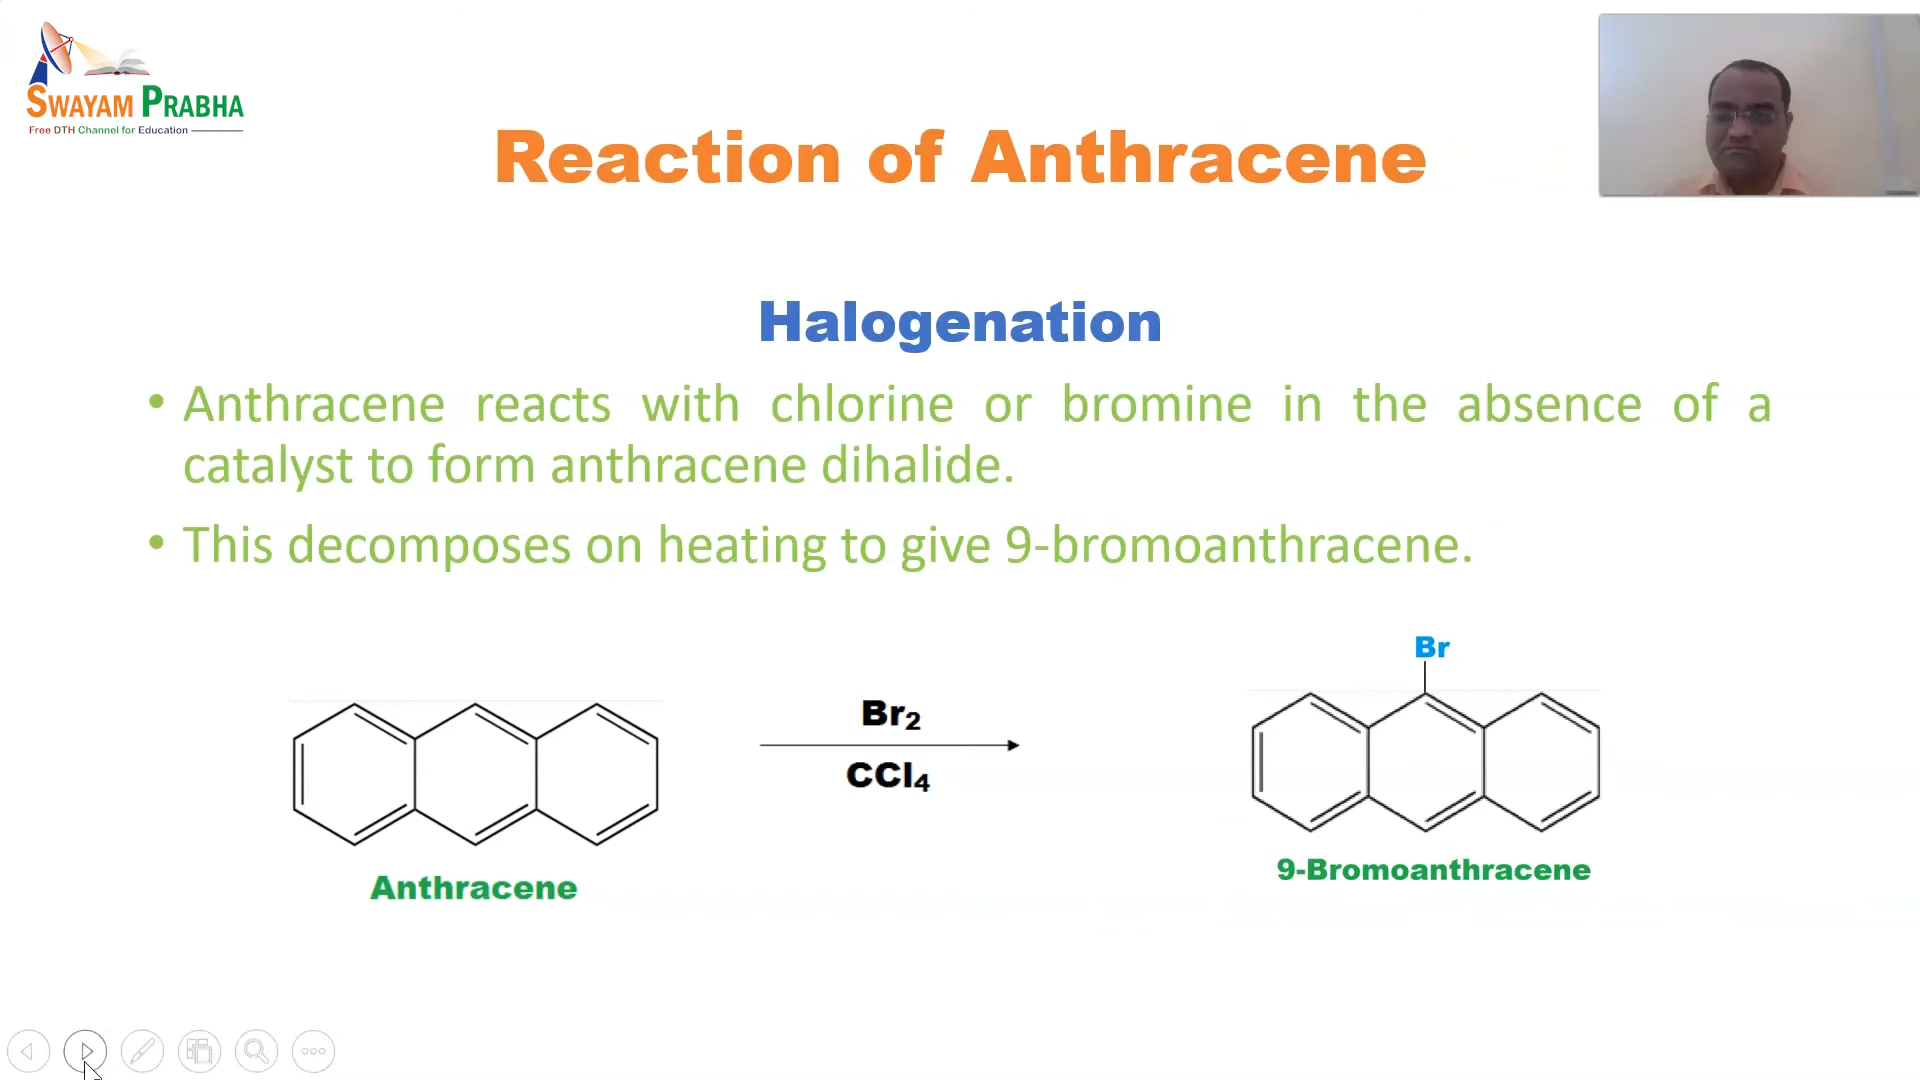 SWAYAM PRABHA
Free DTH Channel for Education
Reaction of Anthracene
Halogenation
• Anthracene reacts with chlorine or bromine in the absence of a
catalyst to form anthracene dihalide.
• This decomposes on heating to give 9-bromoanthracene.
Br
Br₂
CCl₄
9-Bromoanthracene
Anthracene